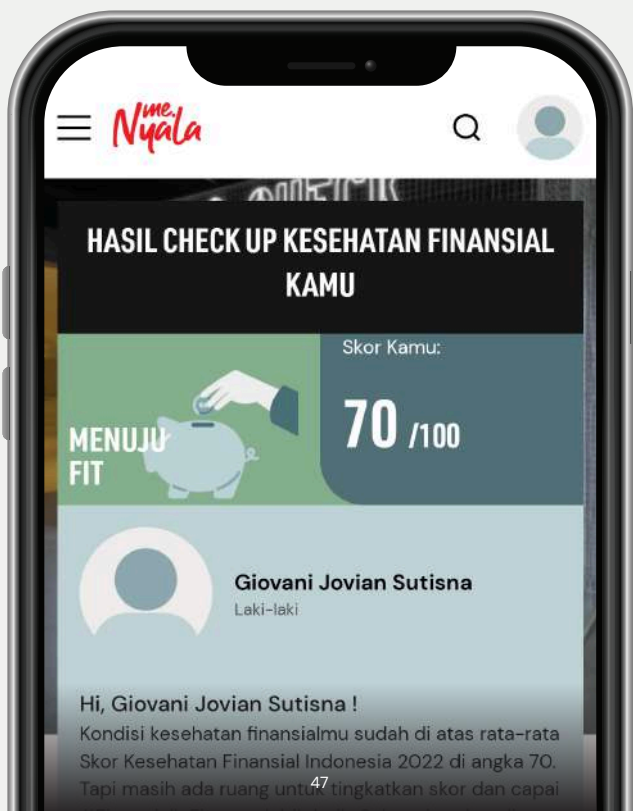 me.
Nyala
HASIL CHECK UP KESEHATAN FINANSIAL
KAMU
Skor Kamu:
70 /100
MENUJU
FIT
Giovani Jovian Sutisna
Laki-laki
Hi, Giovani Jovian Sutisna !
Kondisi kesehatan finansialmu sudah di atas rata-rata
Skor Kesehatan Finansial Indonesia 2022 di angka 70.
Tapi masih ada ruang untuk tingkatkan skor dan capai
47